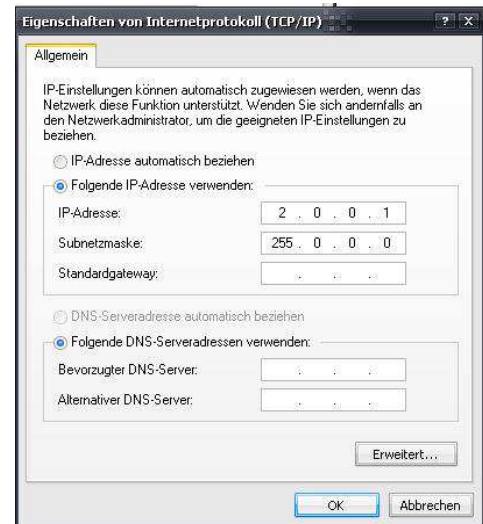 Eigenschaften von Internetprotokoll (TCP/IP)
Allgemein
IP-Einstellungen können automatisch zugewiesen werden, wenn das
Netzwerk diese Funktion unterstützt. Wenden Sie sich andernfalls an
den Netzwerkadministrator, um die geeigneten IP-Einstellungen zu
beziehen.
IP-Adresse automatisch beziehen
Folgende IP-Adresse verwenden:
IP-Adresse: 2 . 0 . 0 . 1
Subnetzmaske: 255 . 0 . 0 . 0
Standardgateway: . . .
DNS-Serveradresse automatisch beziehen
Folgende DNS-Serveradressen verwenden:
Bevorzugter DNS-Server: . . .
Alternativer DNS-Server: . . .
Erweitert...
OK Abbrechen